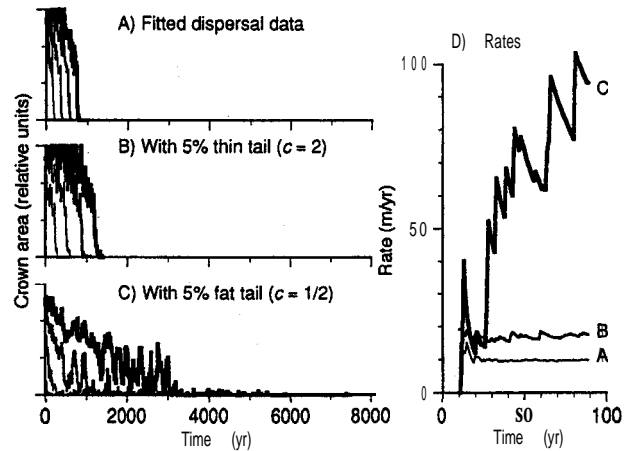 A) Fitted dispersal data
B) With 5% thin tail (c = 2)
C) With 5% fat tail (c = 1/2)
Crown area (relative units)
0 2000 4000 6000 8000
Time (yr)
D) Rates
100
50
0
Rate (m/yr)
C
B
A
0 so 100
Time (yr)